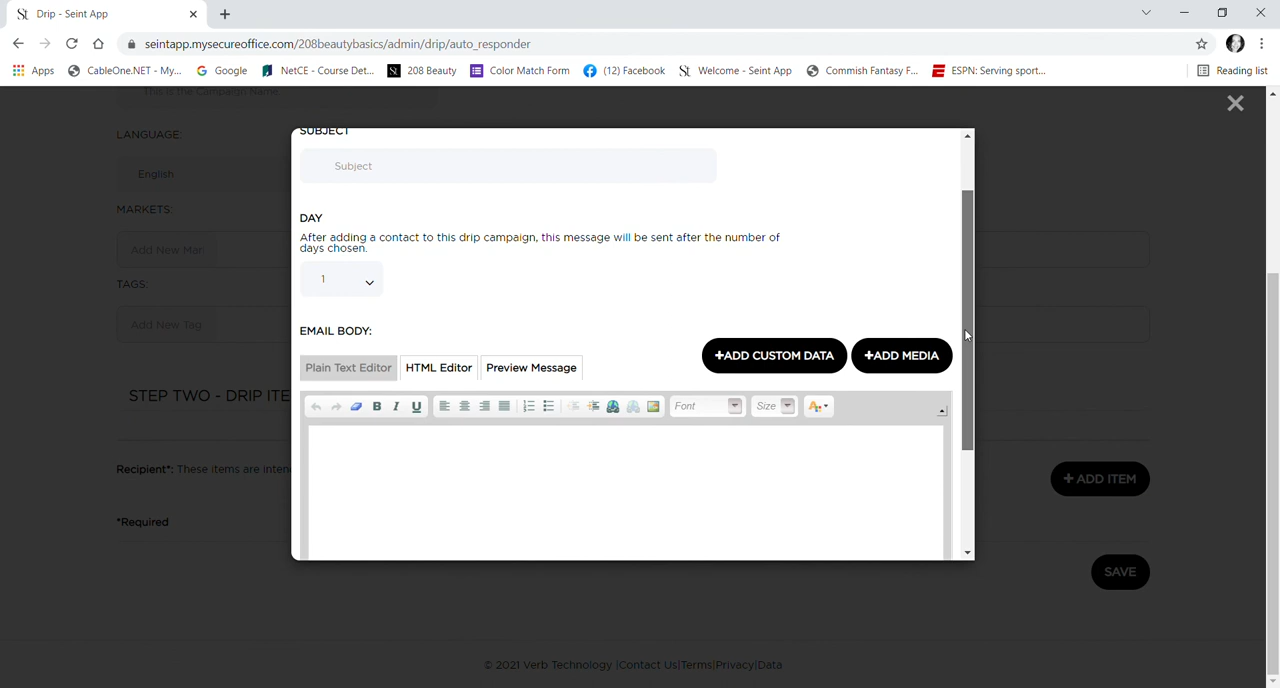 Drip - Seint App
seintapp.mysecureoffice.com/208beautybasics/admin/drip/auto_responder
Apps CableOne.NET - My... Google NetCE - Course Det... 208 Beauty Color Match Form (12) Facebook Welcome - Seint App Commish Fantasy F... ESPN: Serving sport... Reading list
This is the Campaign Name
LANGUAGE:
English
MARKETS:
Add New Mar
TAGS:
Add New Tag
STEP TWO - DRIP ITE
Recipient*: These items are inten
+ ADD ITEM
*Required
SAVE
SUBJECT
Subject
DAY
After adding a contact to this drip campaign, this message will be sent after the number of
days chosen.
1
EMAIL BODY:
+ADD CUSTOM DATA +ADD MEDIA
Plain Text Editor HTML Editor Preview Message
B I U Font Size A
© 2021 Verb Technology |Contact Us|Terms|Privacy|Data